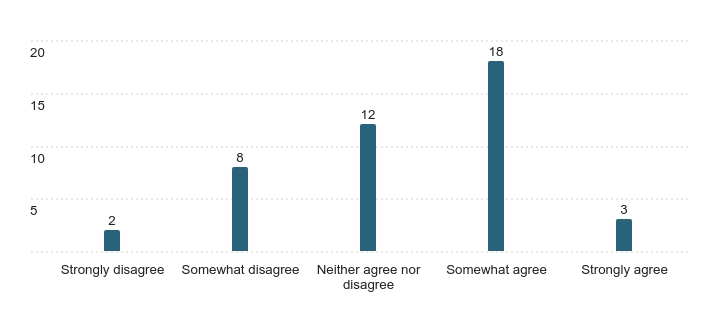 20
18
15
12
10
8
5
3
2
Strongly disagree
Somewhat disagree
Neither agree nor
disagree
Somewhat agree
Strongly agree